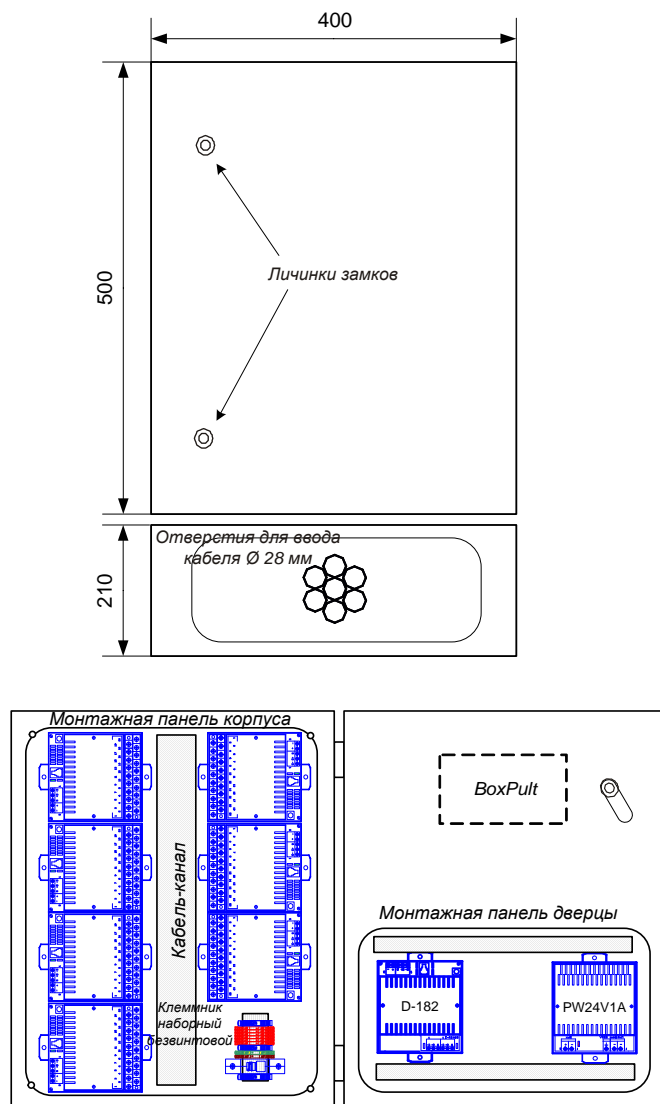 400
500
Личинки замков
Отверстия для ввода
кабеля Ø 28 мм
210
Монтажная панель корпуса
BoxPult
Кабель-канал
Монтажная панель дверцы
D-182
PW24V1A
Клеммник
наборный
безвинтовой